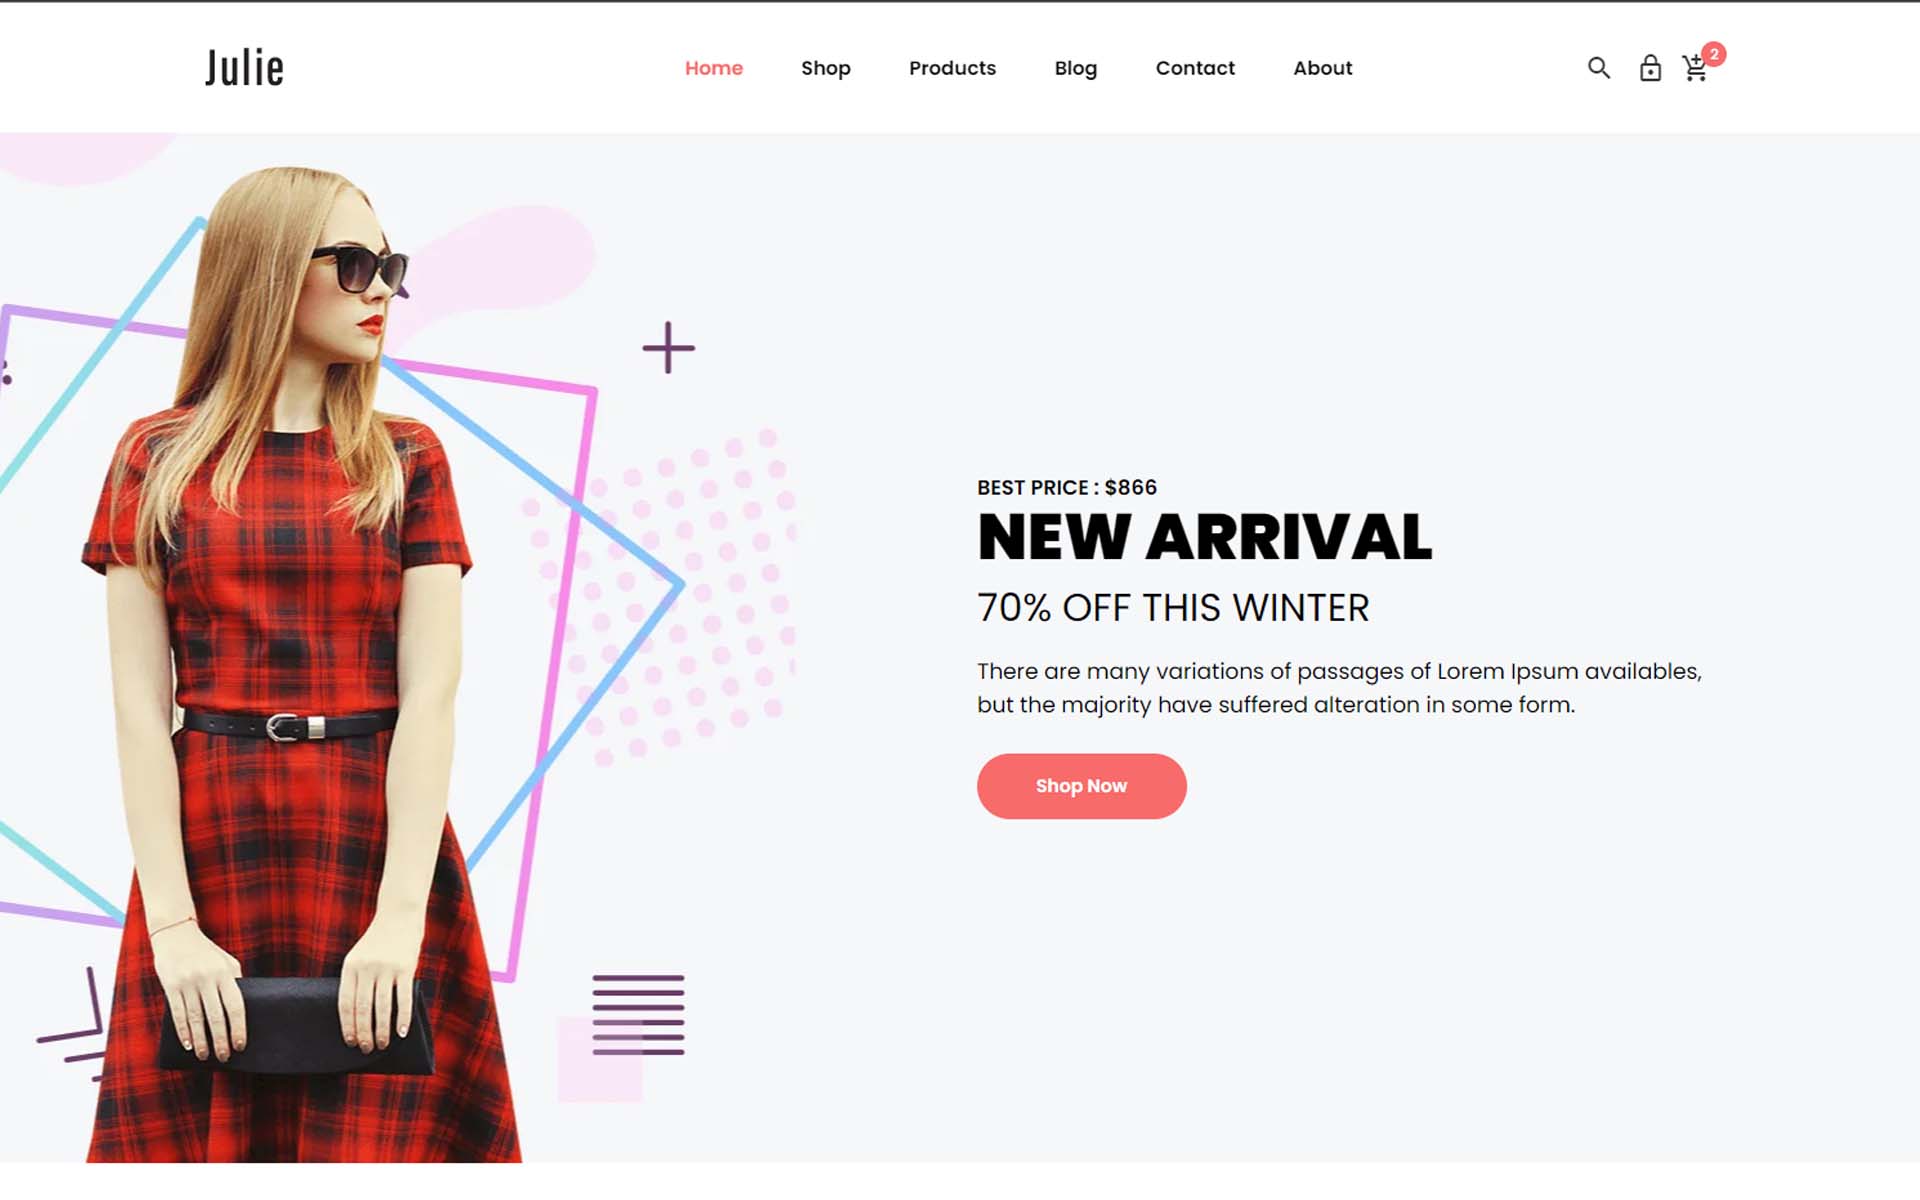 Julie
Home Shop Products Blog Contact About
2
BEST PRICE : $866
NEW ARRIVAL
70% OFF THIS WINTER
There are many variations of passages of Lorem Ipsum availables,
but the majority have suffered alteration in some form.
Shop Now